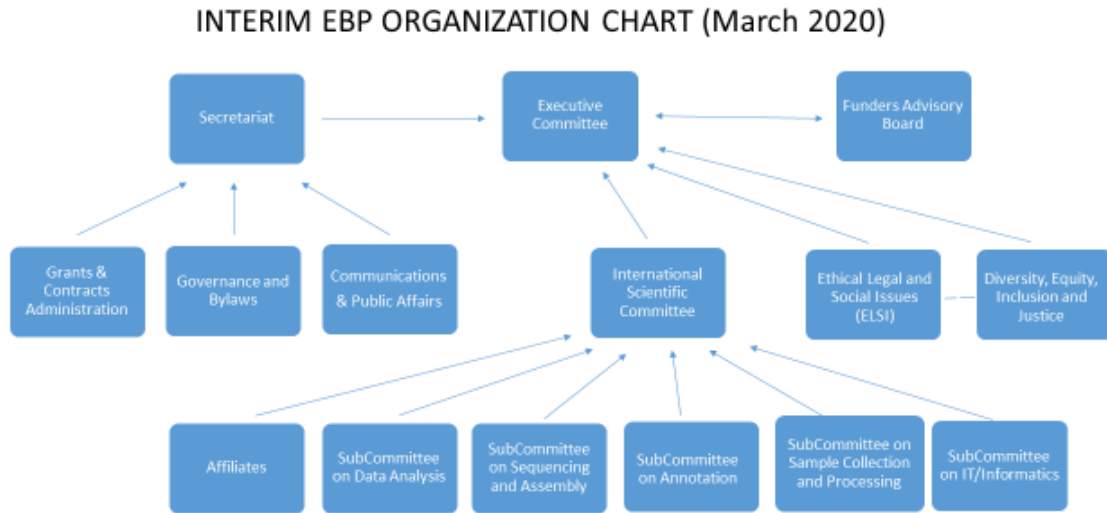 INTERIM EBP ORGANIZATION CHART (March 2020)
Secretariat
Executive
Committee
Funders Advisory
Board
Grants &
Contracts
Administration
Governance and
Bylaws
Communications
& Public Affairs
International
Scientific
Committee
Ethical Legal and
Social Issues
(ELSI)
Diversity, Equity,
Inclusion and
Justice
Affiliates
SubCommittee
on Data Analysis
SubCommittee
on Sequencing
and Assembly
SubCommittee
on Annotation
SubCommittee on
Sample Collection
and Processing
SubCommittee
on IT/Informatics